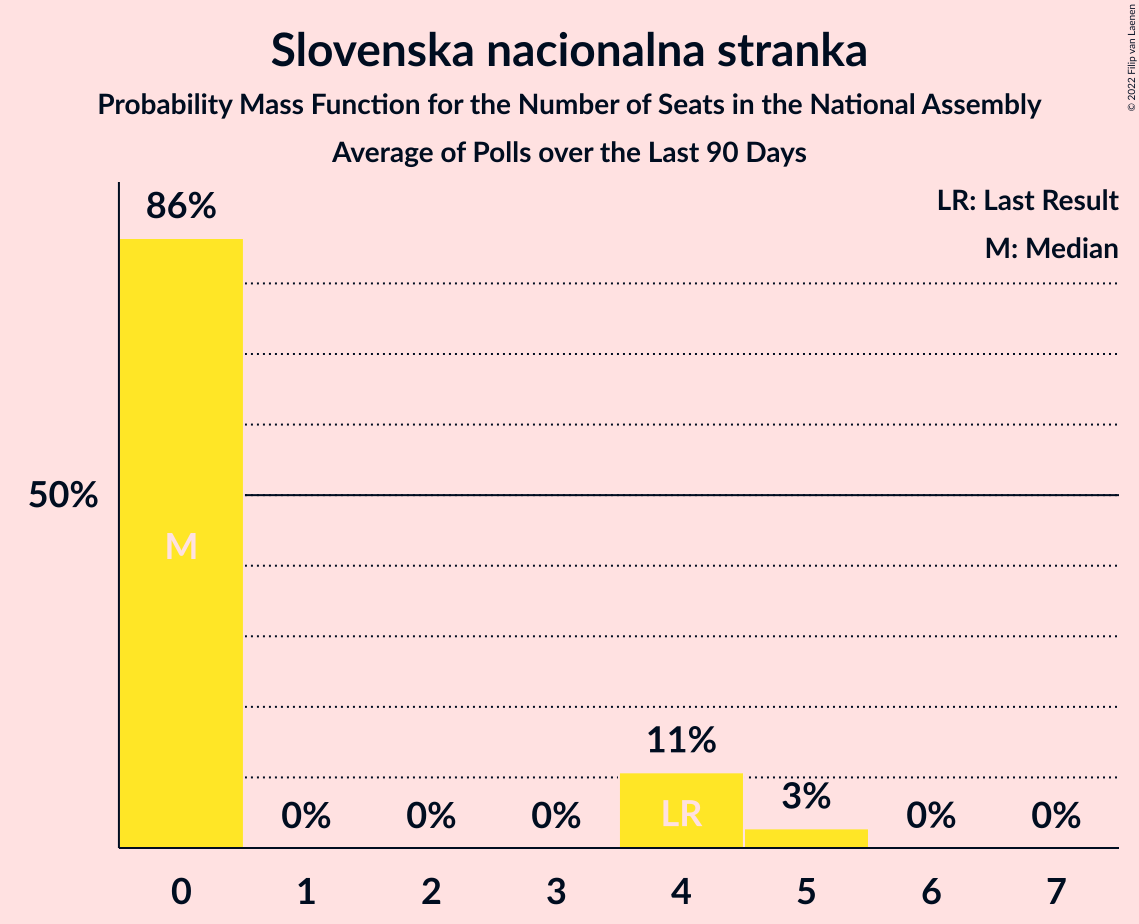 Slovenska nacionalna stranka
Probability Mass Function for the Number of Seats in the National Assembly
Average of Polls over the Last 90 Days
© 2022 Filip van Laenen
LR: Last Result
M: Median
86%
50%
M
0%
0%
0%
11%
LR
3%
0%
0%
0 1 2 3 4 5 6 7